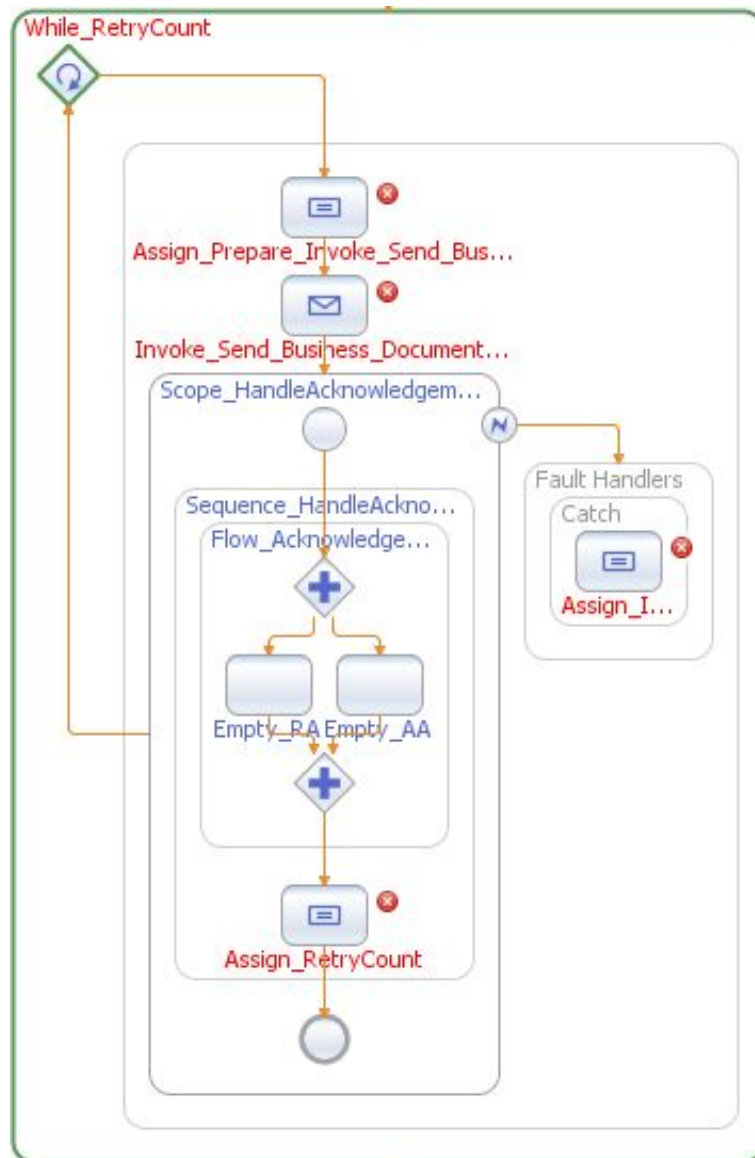 While_RetryCount
Assign_Prepare_Invoke_Send_Bus...
Invoke_Send_Business_Document...
Scope_HandleAcknowledgem...
Fault Handlers
Catch
Assign_I...
Sequence_HandleAckno...
Flow_Acknowledge...
Empty_RA Empty_AA
Assign_RetryCount